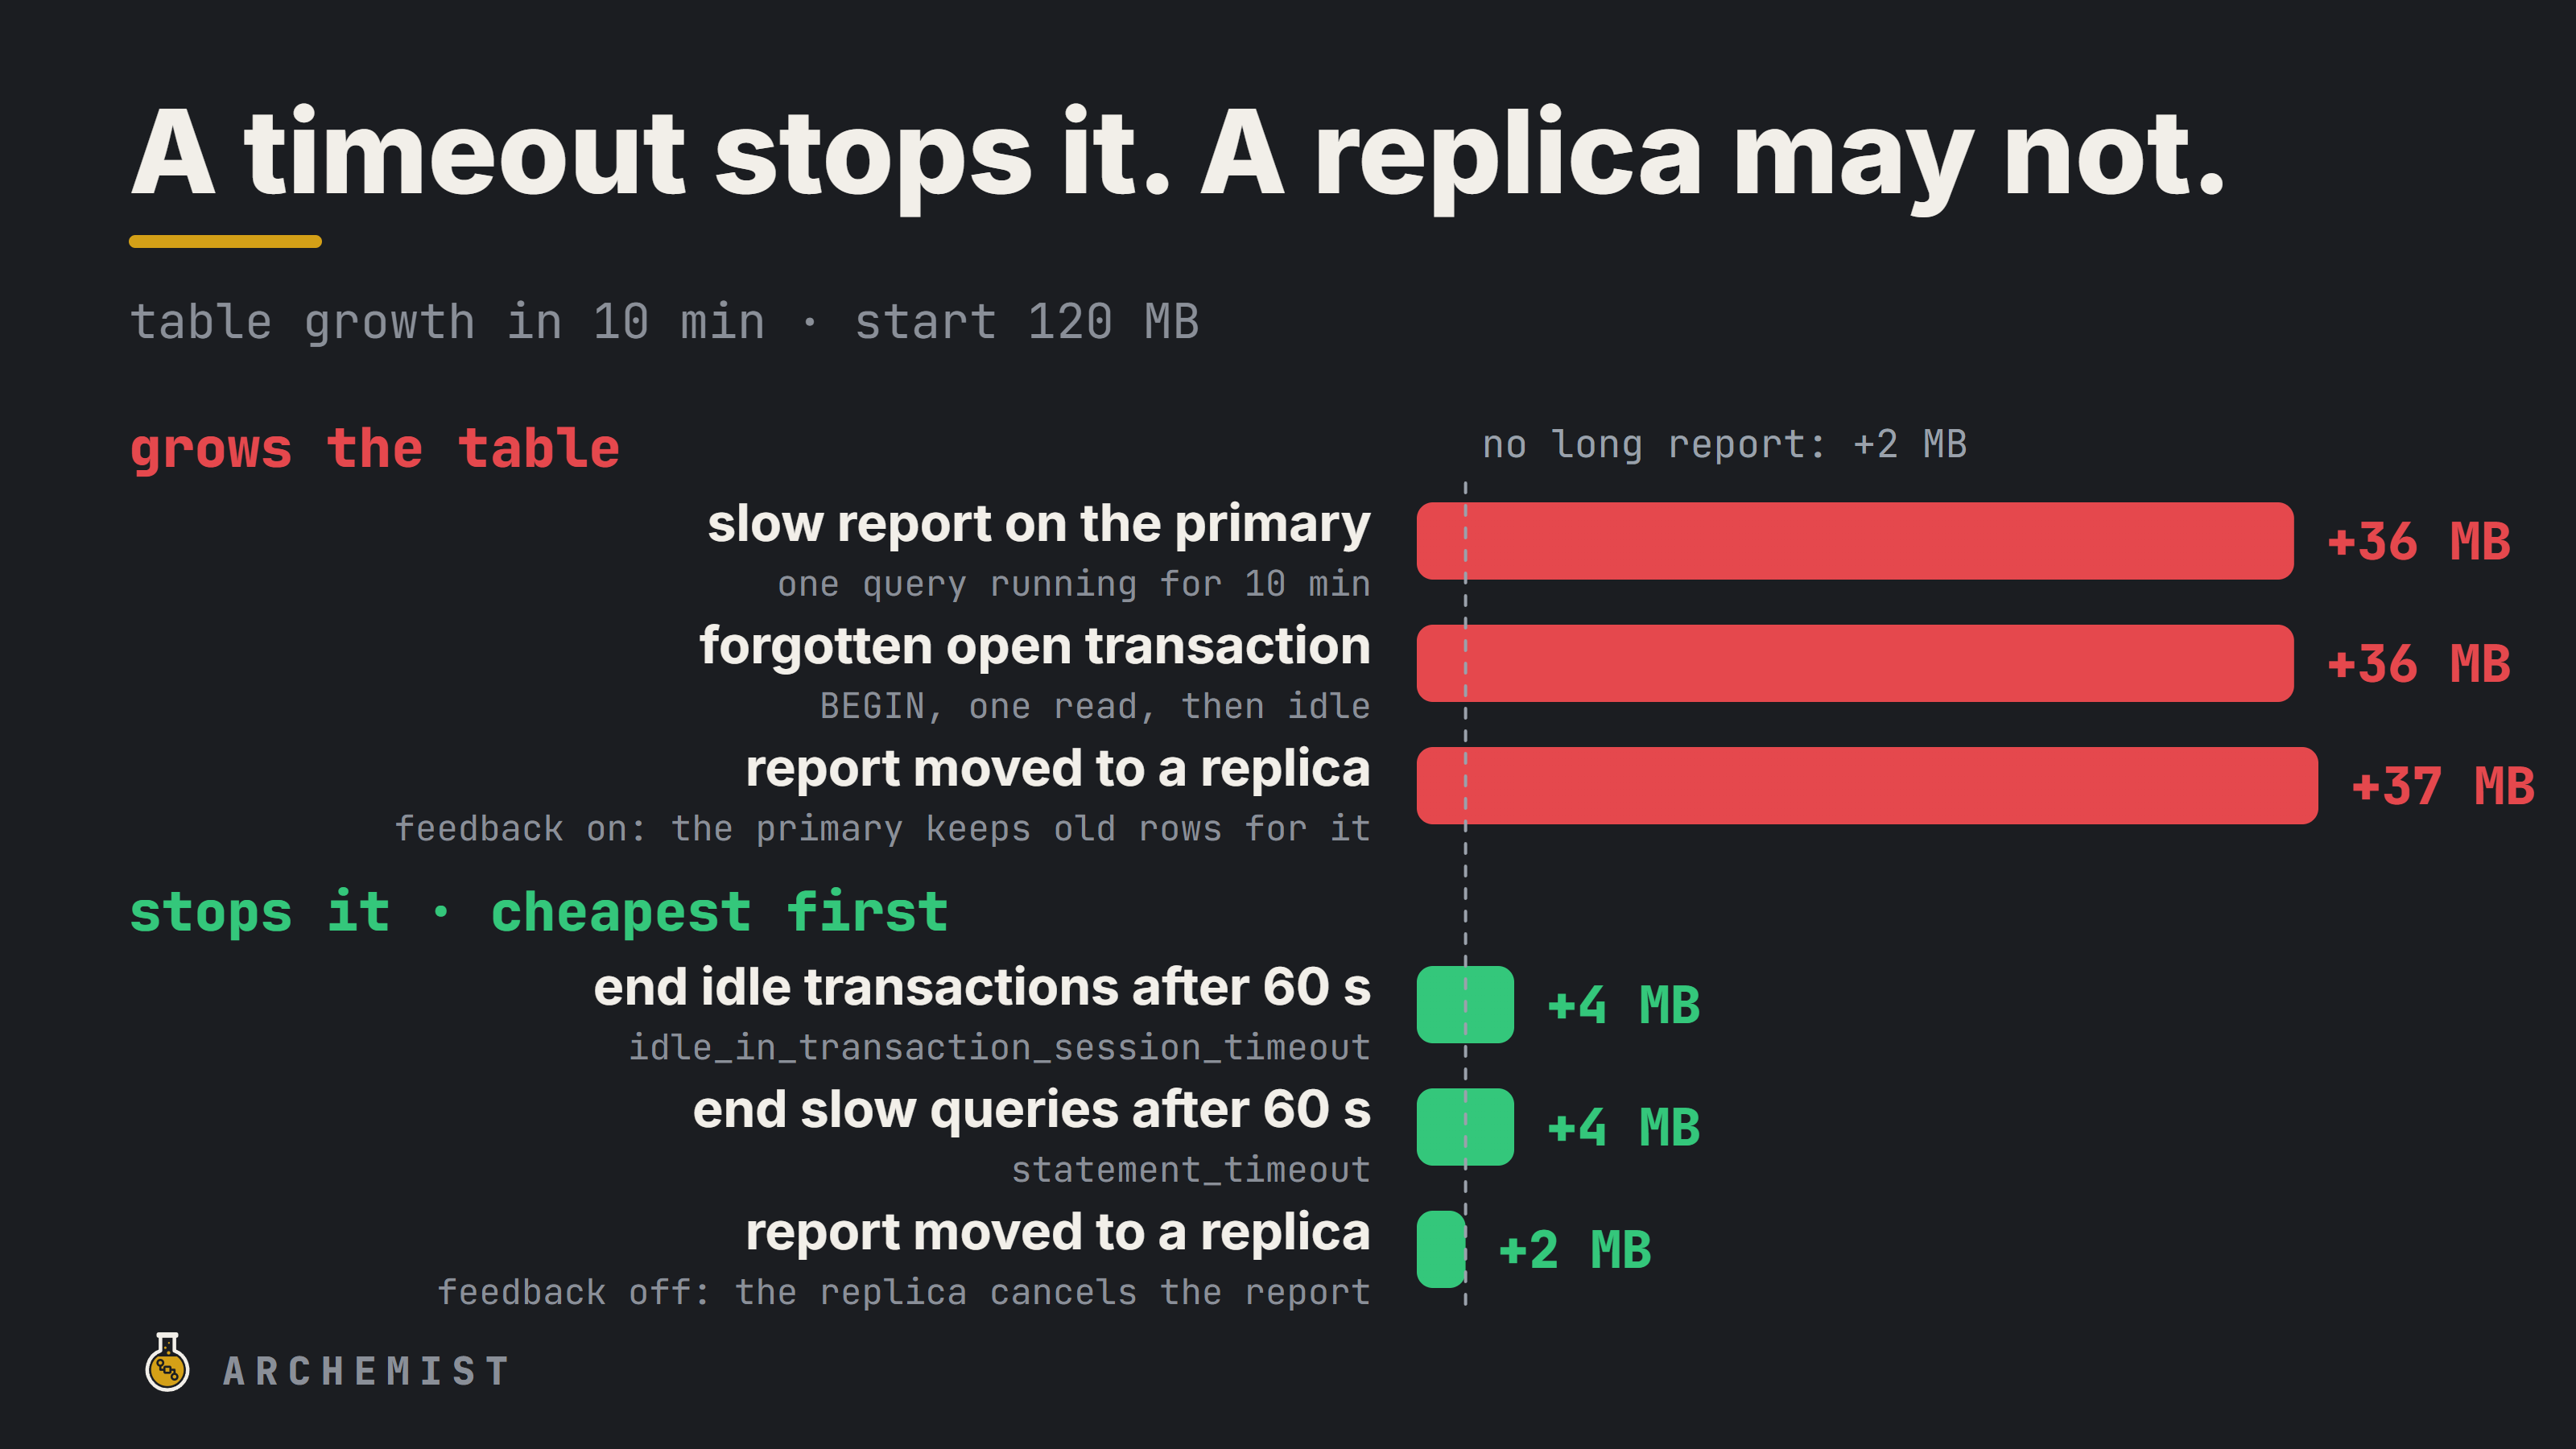 A timeout stops it. A replica may not.
table growth in 10 min · start 120 MB
grows the table
no long report: +2 MB
slow report on the primary
+36 MB
one query running for 10 min
forgotten open transaction
+36 MB
BEGIN, one read, then idle
report moved to a replica
+37 MB
feedback on: the primary keeps old rows for it
stops it · cheapest first
end idle transactions after 60 s
+4 MB
idle_in_transaction_session_timeout
end slow queries after 60 s
+4 MB
statement_timeout
report moved to a replica
+2 MB
feedback off: the replica cancels the report
ARCHEMIST